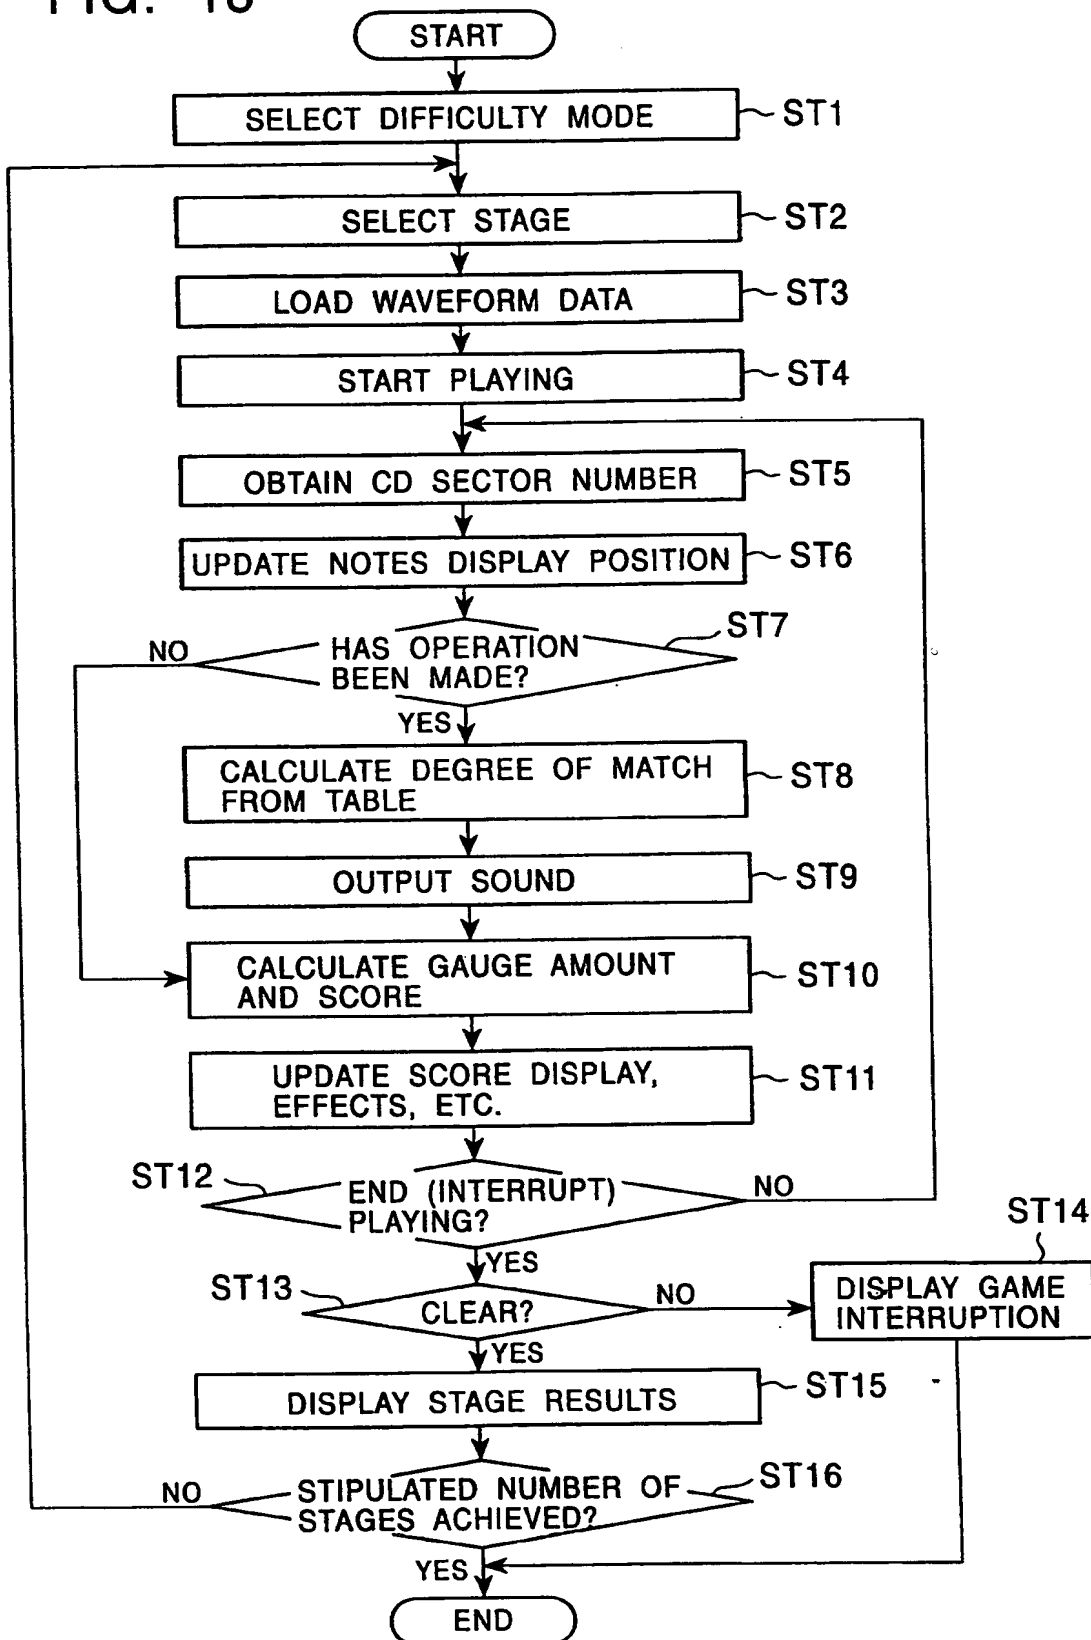 START
SELECT DIFFICULTY MODE
ST1
SELECT STAGE
ST2
LOAD WAVEFORM DATA
ST3
START PLAYING
ST4
OBTAIN CD SECTOR NUMBER
ST5
UPDATE NOTES DISPLAY POSITION
ST6
ST7
NO
HAS OPERATION
BEEN MADE?
YES
CALCULATE DEGREE OF MATCH
FROM TABLE
ST8
OUTPUT SOUND
ST9
CALCULATE GAUGE AMOUNT
AND SCORE
ST10
UPDATE SCORE DISPLAY,
EFFECTS, ETC.
ST11
ST12
END (INTERRUPT)
PLAYING?
NO
YES
ST14
ST13
CLEAR?
NO
DISPLAY GAME
INTERRUPTION
YES
DISPLAY STAGE RESULTS
ST15
ST16
NO
STIPULATED NUMBER OF
STAGES ACHIEVED?
YES
END